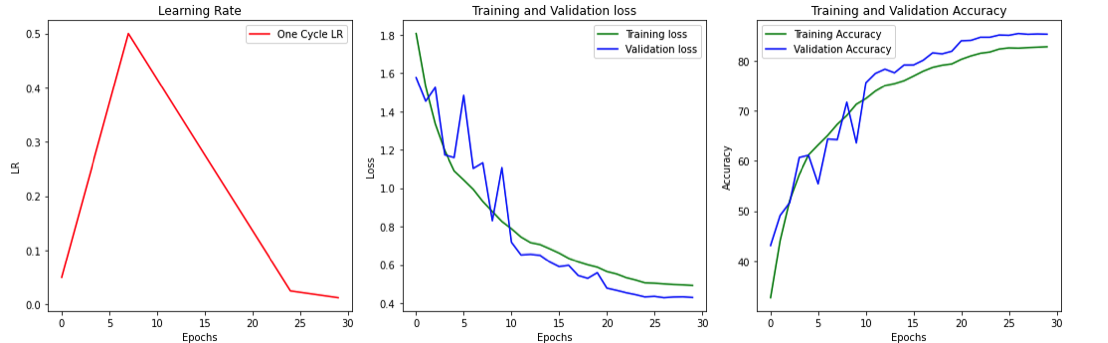 Learning Rate
One Cycle LR
LR
0.5
0.4
0.3
0.2
0.1
0.0
0 5 10 15 20 25 30
Epochs
Training and Validation loss
Training loss
Validation loss
Loss
1.8
1.6
1.4
1.2
1.0
0.8
0.6
0.4
0 5 10 15 20 25 30
Epochs
Training and Validation Accuracy
Training Accuracy
Validation Accuracy
Accuracy
80
70
60
50
40
0 5 10 15 20 25 30
Epochs